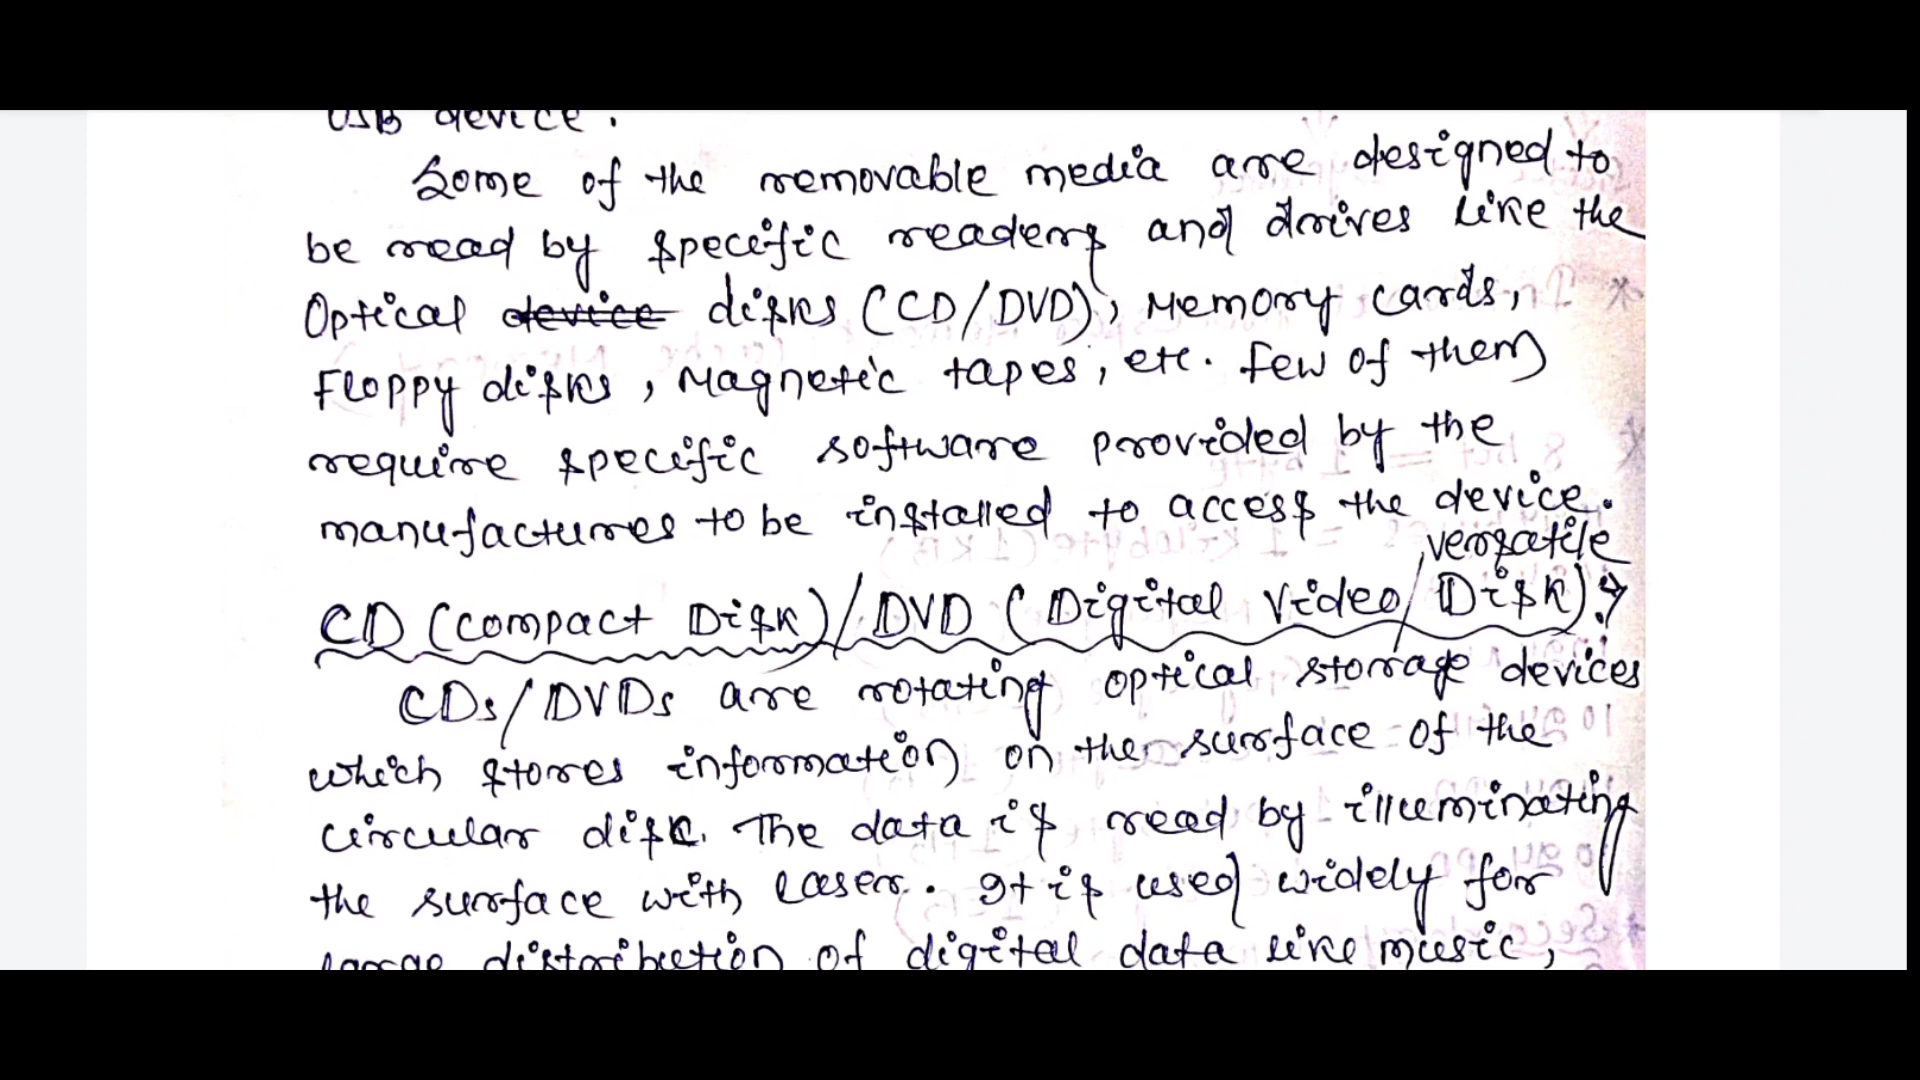 USB device.
Some of the removable media are designed to
be read by specific readers and drives like the
Optical device disks (CD/DVD), Memory cards,
Floppy disks, Magnetic tapes, etc. Few of them
require specific software provided by the
manufactures to be installed to access the device.
versatile
CD (Compact Disk)/DVD (Digital Video/Disk) :→
CDs/DVDs are rotating optical storage devices
which stores information on the surface of the
circular disk. The data is read by illuminating
the surface with laser. It is used widely for
large distribution of digital data like music,